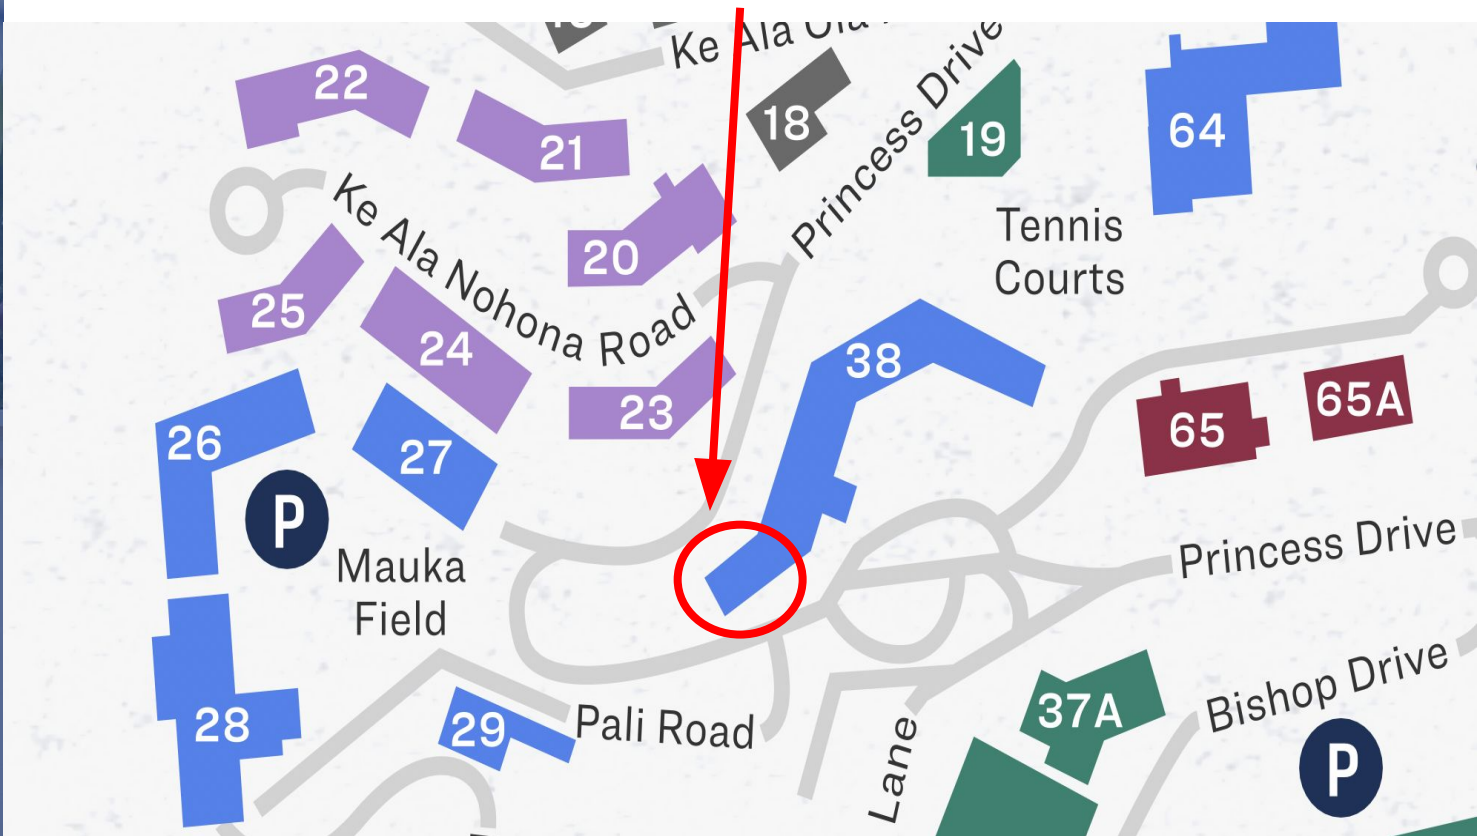 Ke Ala
22
18
Princess Drive
19
64
21
Ke Ala Nohona Road
20
Tennis
Courts
25
24
38
23
65
65A
26
27
P
Mauka
Field
Princess Drive
28
29
Pali Road
37A
Bishop Drive
Lane
P